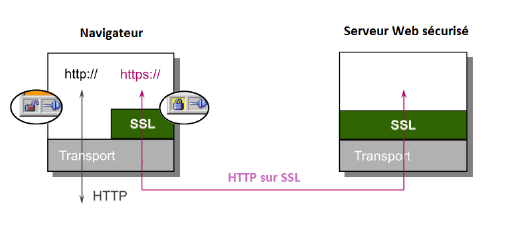 Navigateur
Serveur Web sécurisé
http://
https://
SSL
SSL
Transport
Transport
HTTP sur SSL
HTTP